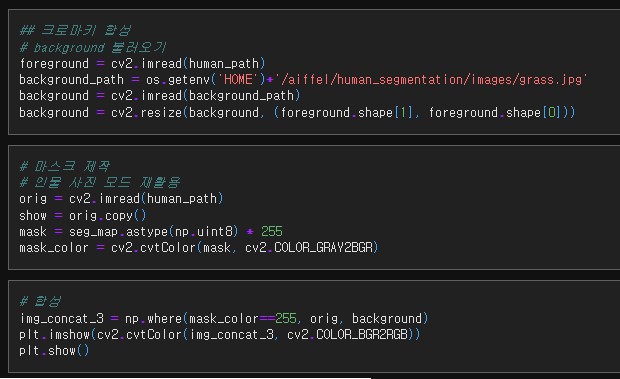 ## 크로마키 합성
# background 불러오기
foreground = cv2.imread(human_path)
background_path = os.getenv('HOME')+'/aiffel/human_segmentation/images/grass.jpg'
background = cv2.imread(background_path)
background = cv2.resize(background, (foreground.shape[1], foreground.shape[0]))
# 마스크 제작
# 인물 사진 모드 재활용
orig = cv2.imread(human_path)
show = orig.copy()
mask = seg_map.astype(np.uint8) * 255
mask_color = cv2.cvtColor(mask, cv2.COLOR_GRAY2BGR)
# 합성
img_concat_3 = np.where(mask_color==255, orig, background)
plt.imshow(cv2.cvtColor(img_concat_3, cv2.COLOR_BGR2RGB))
plt.show()